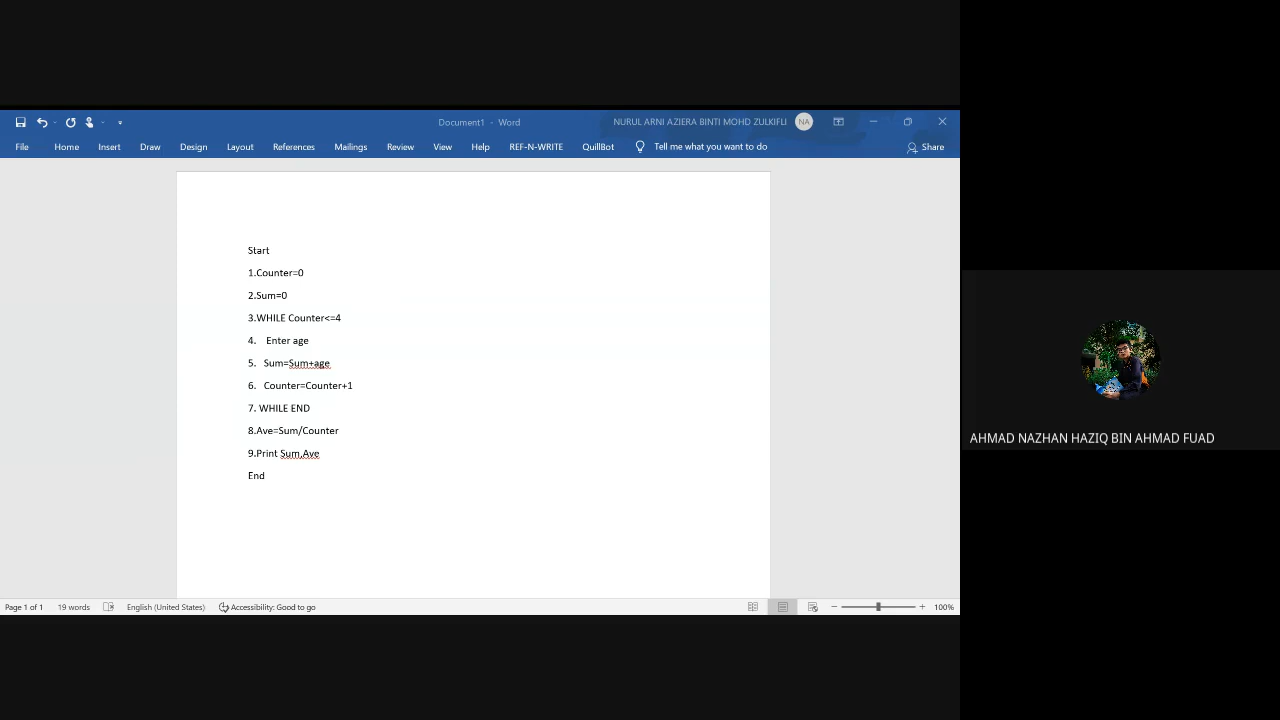 Document1 - Word
NURUL ARNI AZIERA BINTI MOHD ZULKIFLI
NA
File Home Insert Draw Design Layout References Mailings Review View Help REF-N-WRITE QuillBot Tell me what you want to do
Share
Start
1.Counter=0
2.Sum=0
3.WHILE Counter<=4
4. Enter age
5. Sum=Sum+age
6. Counter=Counter+1
7. WHILE END
8.Ave=Sum/Counter
9.Print Sum,Ave
End
AHMAD NAZHAN HAZIQ BIN AHMAD FUAD
Page 1 of 1 19 words English (United States) Accessibility: Good to go 100%